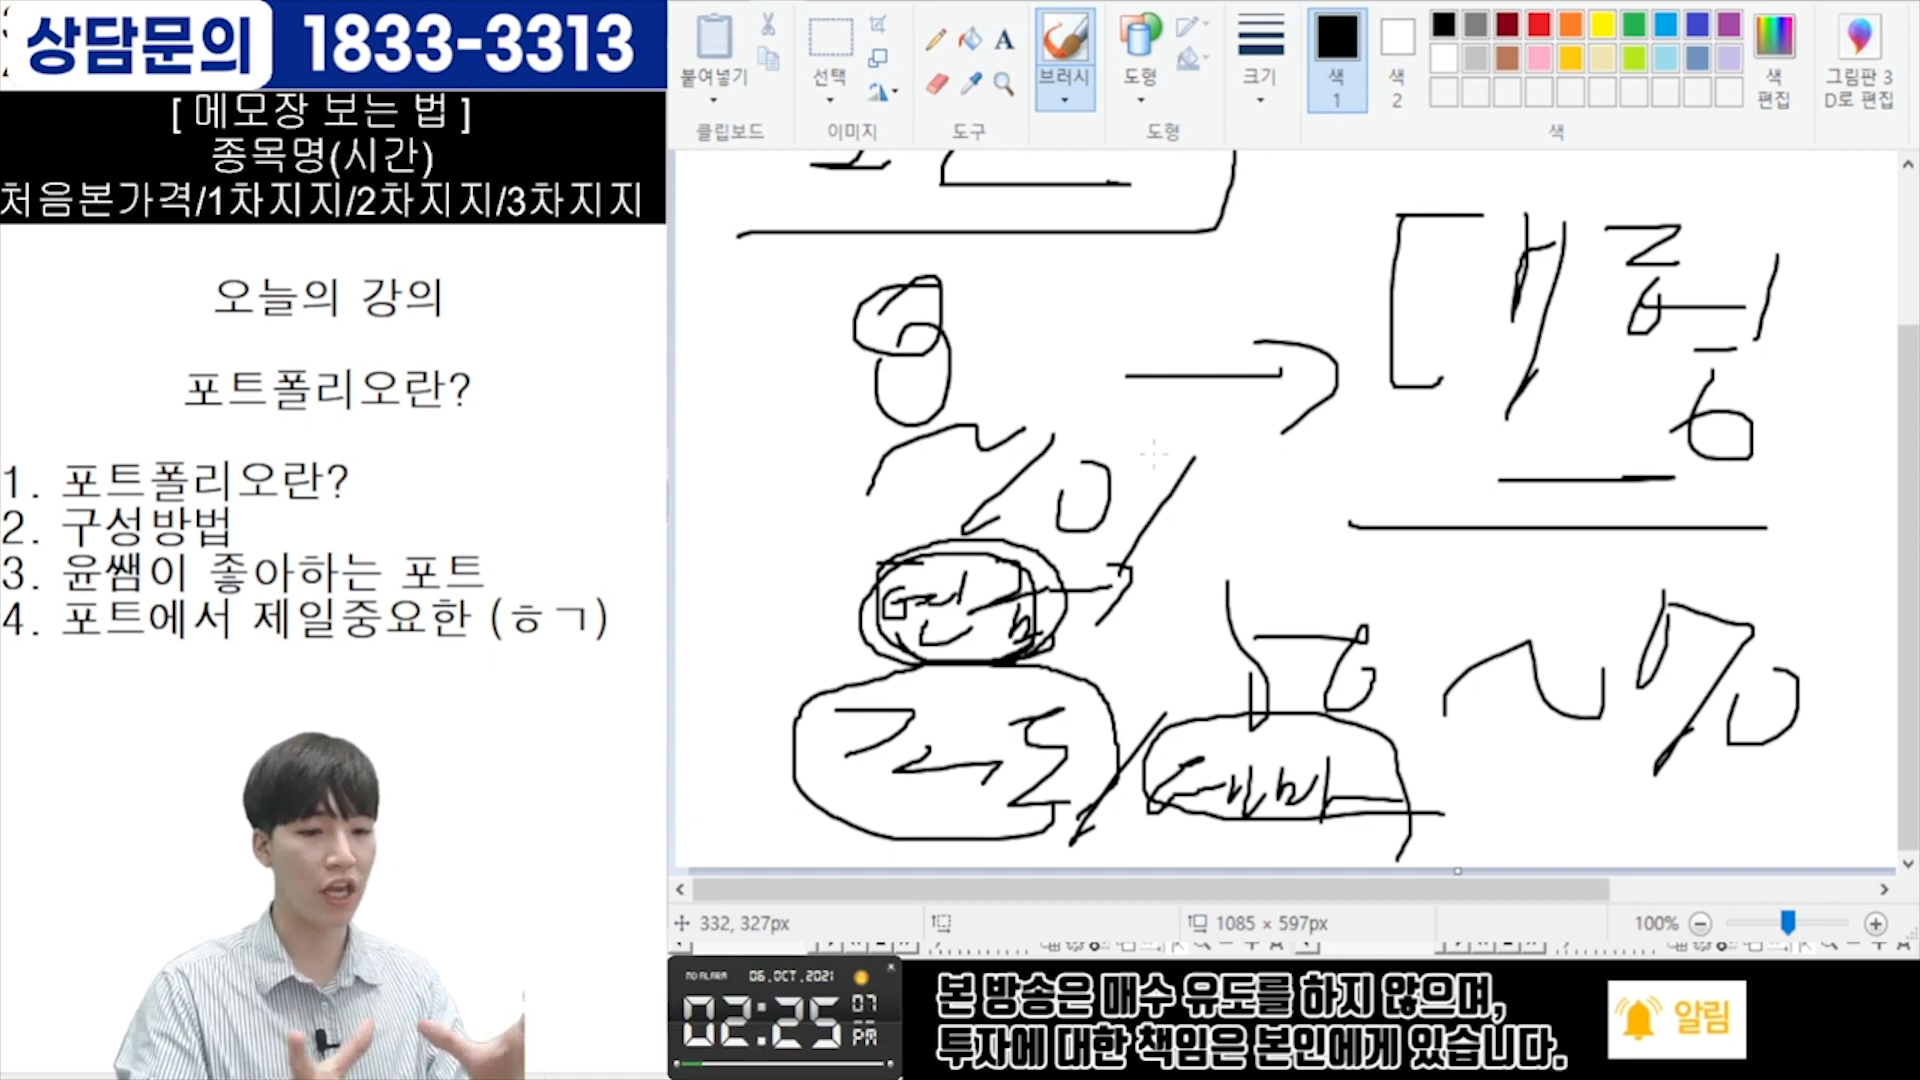 상담문의 1833-3313
[ 메모장 보는 법 ]
종목명(시간)
처음본가격/1차지지/2차지지/3차지지
오늘의 강의
포트폴리오란?
1. 포트폴리오란?
2. 구성방법
3. 윤쌤이 좋아하는 포트
4. 포트에서 제일중요한 (ㅎㄱ)
붙여넣기
선택
브러시
도형
크기
색
1
색
2
색
편집
그림판 3
D로 편집
클립보드
이미지
도구
도형
색
테마
332, 327px
1085 × 597px
100%
NO ALARM
06,OCT,2021
02:25
07
PM
본 방송은 매수 유도를 하지 않으며,
투자에 대한 책임은 본인에게 있습니다.
알림